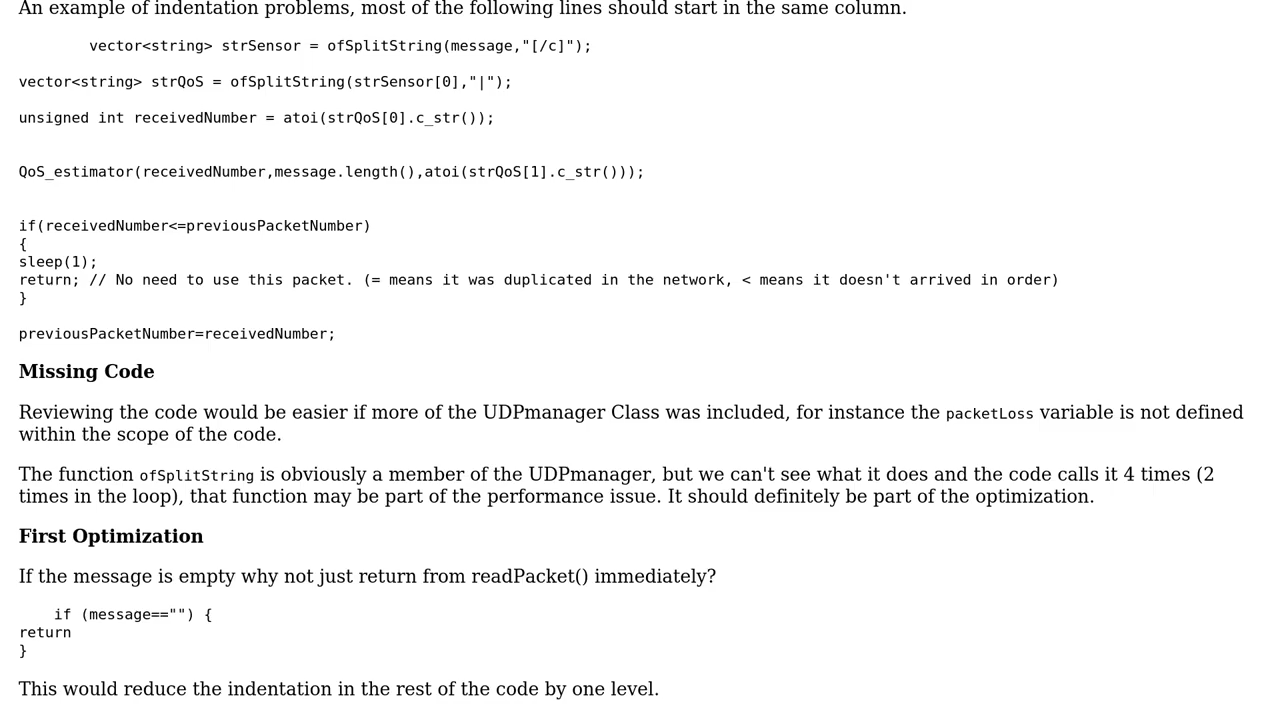 An example of indentation problems, most of the following lines should start in the same column.
vector<string> strSensor = ofSplitString(message,"[/c]");
vector<string> strQoS = ofSplitString(strSensor[0],"|");
unsigned int receivedNumber = atoi(strQoS[0].c_str());
QoS_estimator(receivedNumber,message.length(),atoi(strQoS[1].c_str()));
if(receivedNumber<=previousPacketNumber)
{
sleep(1);
return; // No need to use this packet. (= means it was duplicated in the network, < means it doesn't arrived in order)
}
previousPacketNumber=receivedNumber;
Missing Code
Reviewing the code would be easier if more of the UDPmanager Class was included, for instance the packetLoss variable is not defined
within the scope of the code.
The function ofSplitString is obviously a member of the UDPmanager, but we can't see what it does and the code calls it 4 times (2
times in the loop), that function may be part of the performance issue. It should definitely be part of the optimization.
First Optimization
If the message is empty why not just return from readPacket() immediately?
if (message=="") {
return
}
This would reduce the indentation in the rest of the code by one level.